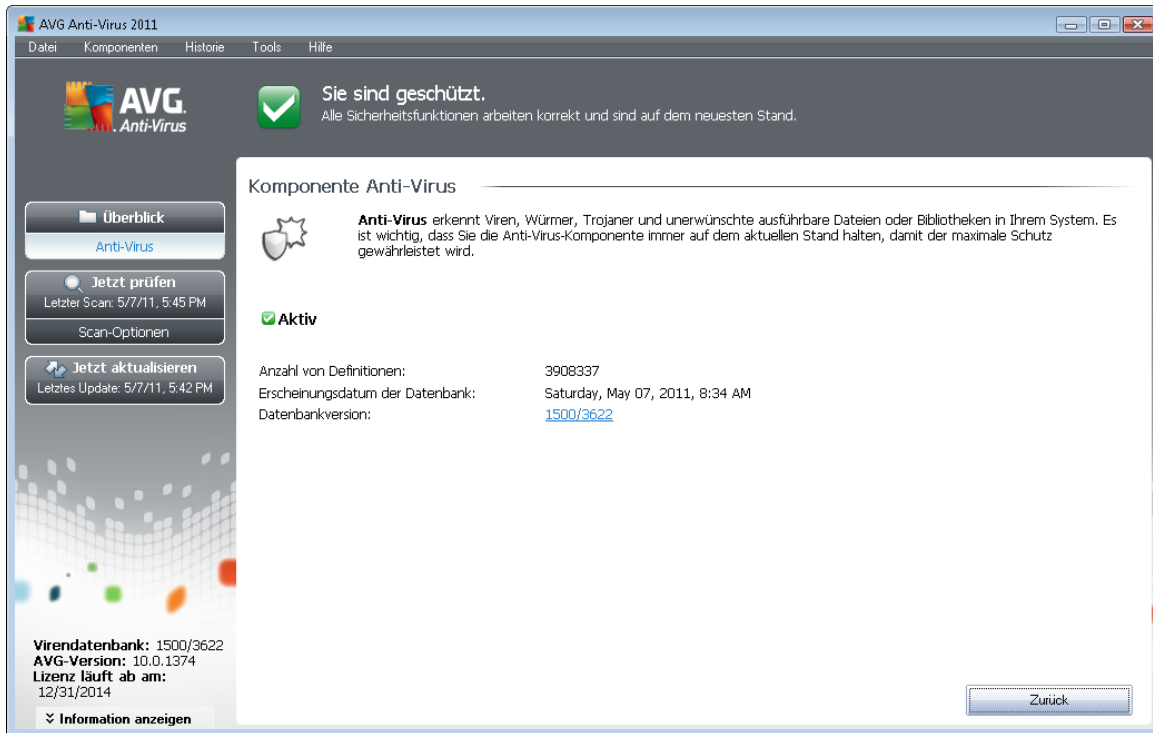 AVG Anti-Virus 2011
Datei Komponenten Historie Tools Hilfe
AVG.
Anti-Virus
Sie sind geschützt.
Alle Sicherheitsfunktionen arbeiten korrekt und sind auf dem neuesten Stand.
Überblick
Anti-Virus
Jetzt prüfen
Letzter Scan: 5/7/11, 5:45 PM
Scan-Optionen
Jetzt aktualisieren
Letztes Update: 5/7/11, 5:42 PM
Virendatenbank: 1500/3622
AVG-Version: 10.0.1374
Lizenz läuft ab am:
12/31/2014
Information anzeigen
Komponente Anti-Virus
Anti-Virus erkennt Viren, Würmer, Trojaner und unerwünschte ausführbare Dateien oder Bibliotheken in Ihrem System. Es
ist wichtig, dass Sie die Anti-Virus-Komponente immer auf dem aktuellen Stand halten, damit der maximale Schutz
gewährleistet wird.
Aktiv
Anzahl von Definitionen: 3908337
Erscheinungsdatum der Datenbank: Saturday, May 07, 2011, 8:34 AM
Datenbankversion: 1500/3622
Zurück